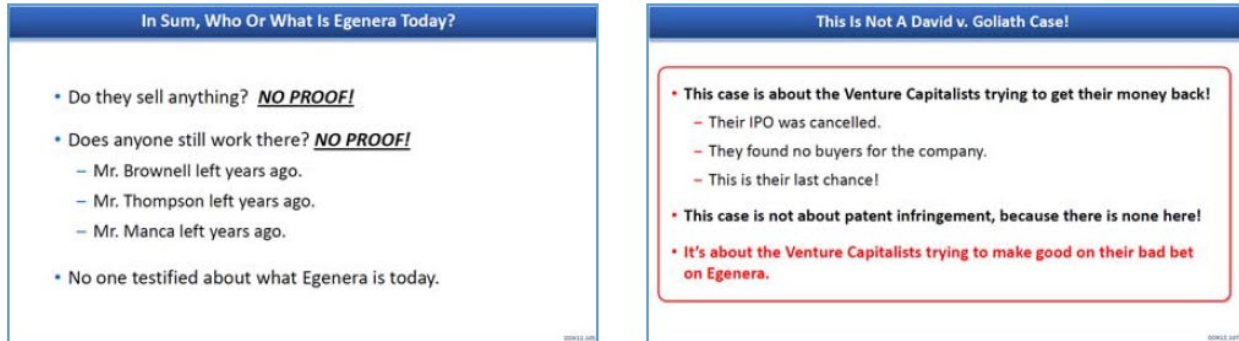 In Sum, Who Or What Is Egenera Today?
• Do they sell anything? NO PROOF!
• Does anyone still work there? NO PROOF!
– Mr. Brownell left years ago.
– Mr. Thompson left years ago.
– Mr. Manca left years ago.
• No one testified about what Egenera is today.
This Is Not A David v. Goliath Case!
• This case is about the Venture Capitalists trying to get their money back!
– Their IPO was cancelled.
– They found no buyers for the company.
– This is their last chance!
• This case is not about patent infringement, because there is none here!
• It's about the Venture Capitalists trying to make good on their bad bet
on Egenera.